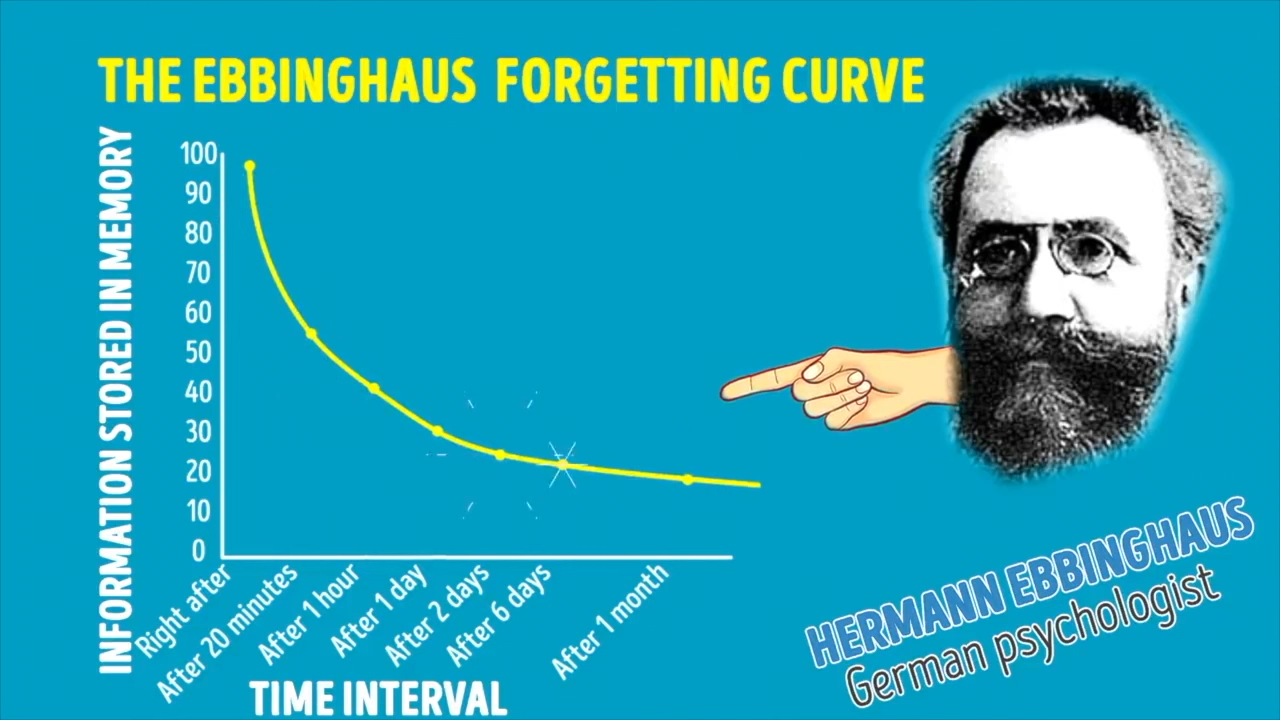 THE EBBINGHAUS FORGETTING CURVE
INFORMATION STORED IN MEMORY
100
90
80
70
60
50
40
30
20
10
0
Right after
After 20 minutes
After 1 hour
After 1 day
After 2 days
After 6 days
After 1 month
TIME INTERVAL
HERMANN EBBINGHAUS
German psychologist